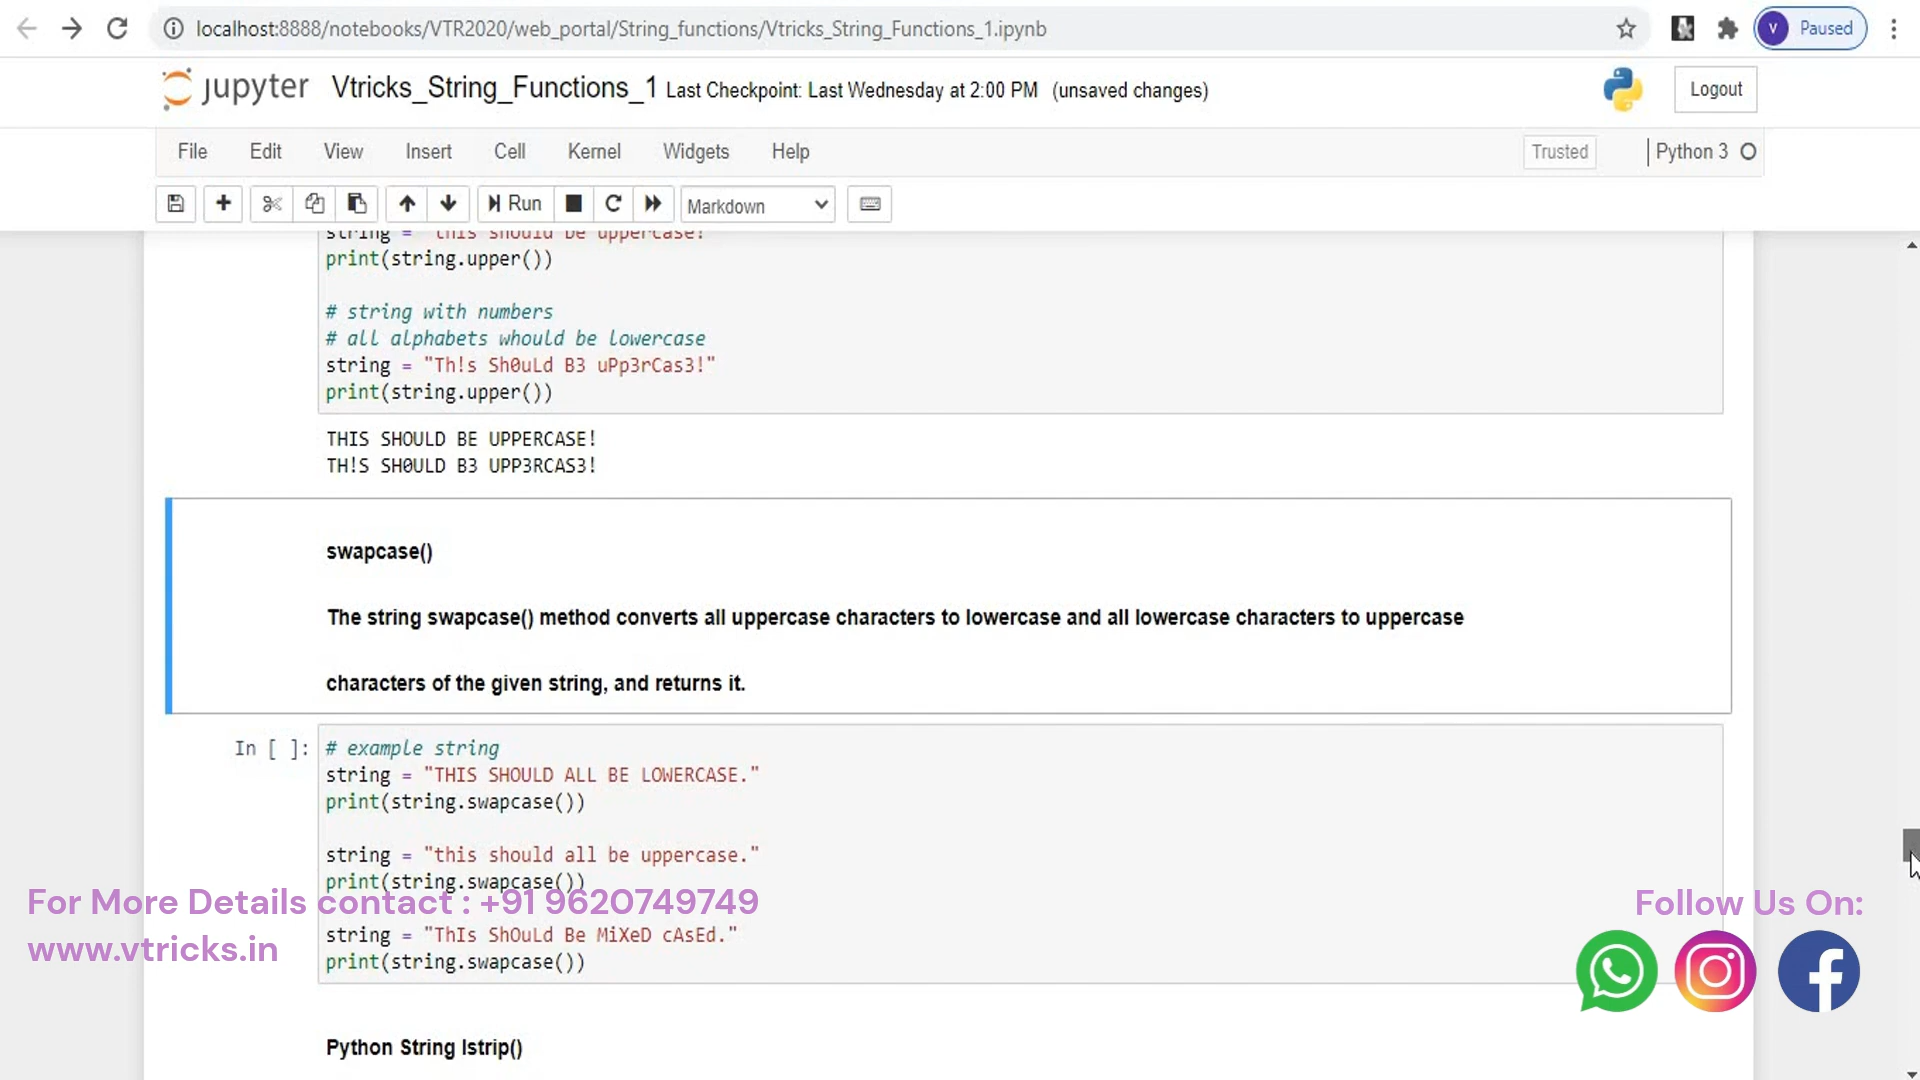 localhost:8888/notebooks/VTR2020/web_portal/String_functions/Vtricks_String_Functions_1.ipynb
V Paused
jupyter Vtricks_String_Functions_1 Last Checkpoint: Last Wednesday at 2:00 PM (unsaved changes)
Logout
File Edit View Insert Cell Kernel Widgets Help
Trusted Python 3
Run Markdown
string = "this should be uppercase!"
print(string.upper())
# string with numbers
# all alphabets whould be lowercase
string = "Th!s Sh0uLd B3 uPp3rCas3!"
print(string.upper())
THIS SHOULD BE UPPERCASE!
TH!S SH0ULD B3 UPP3RCAS3!
swapcase()
The string swapcase() method converts all uppercase characters to lowercase and all lowercase characters to uppercase
characters of the given string, and returns it.
In [ ]: # example string
string = "THIS SHOULD ALL BE LOWERCASE."
print(string.swapcase())
string = "this should all be uppercase."
print(string.swapcase())
For More Details contact : +91 9620749749
Follow Us On:
string = "ThIs ShOuLd Be MiXeD cAsEd."
www.vtricks.in
print(string.swapcase())
Python String lstrip()